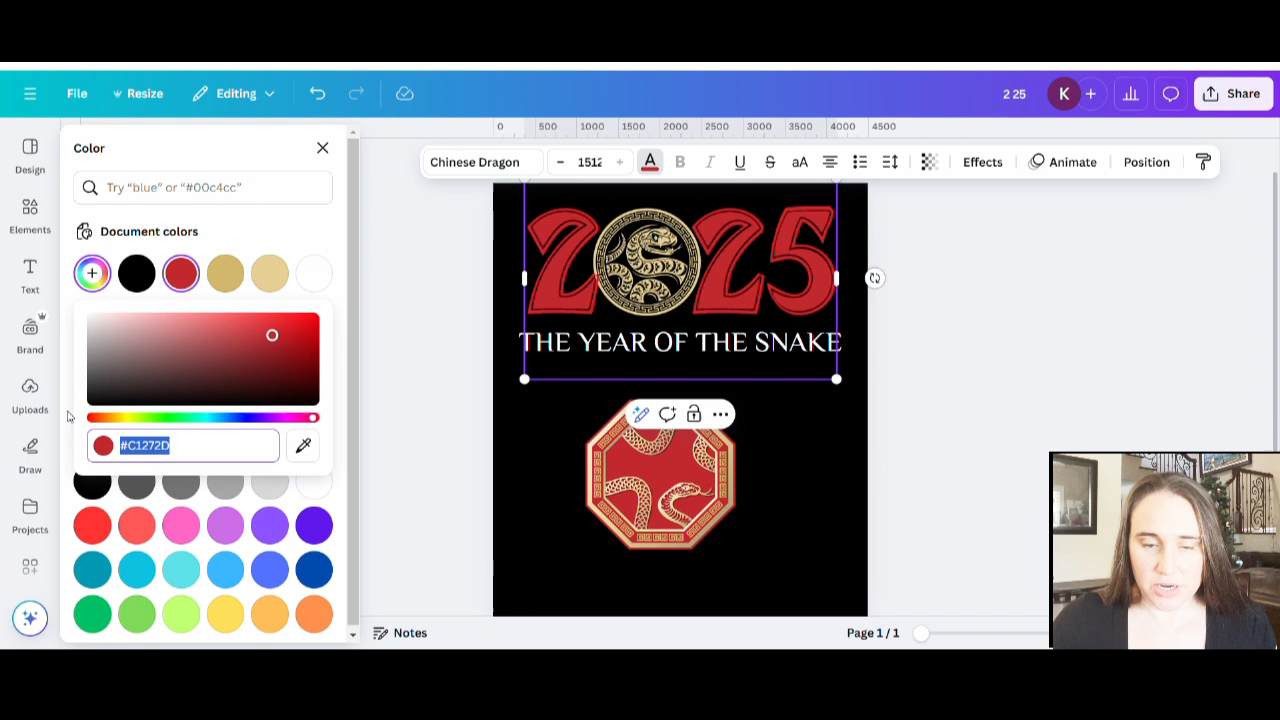 File Resize Editing 2 25 K + Share
0 500 1000 1500 2000 2500 3000 3500 4000 4500
Design
Elements
Text
Brand
Uploads
Draw
Projects
Color
Try “blue” or “#00c4cc”
Document colors
#C1272D
Chinese Dragon − 1512 + A B I U S aA Effects Animate Position
2 25
THE YEAR OF THE SNAKE
Notes
Page 1 / 1